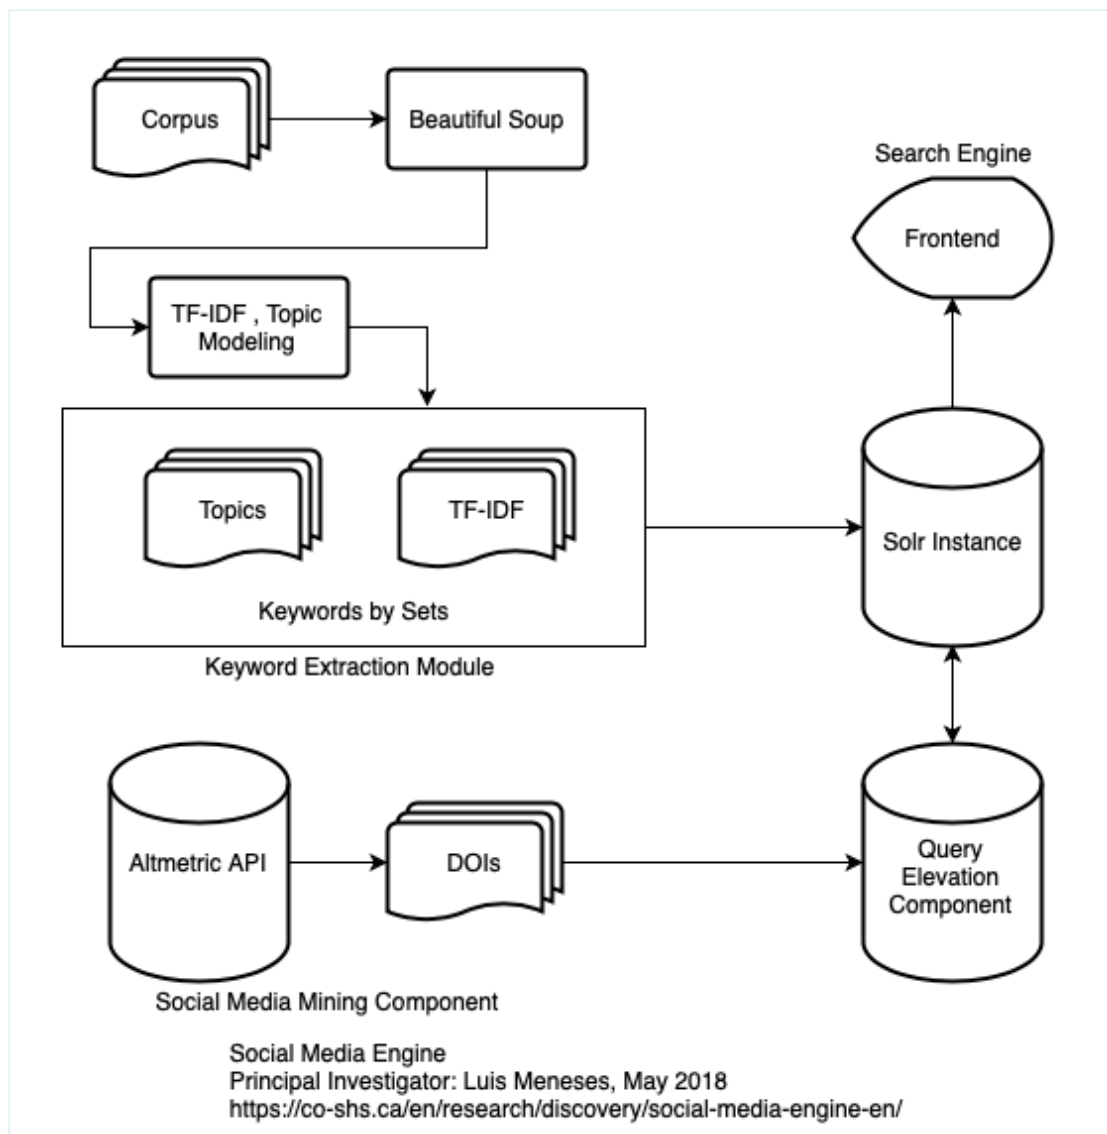 Corpus
Beautiful Soup
Search Engine
Frontend
TF-IDF , Topic
Modeling
Topics
TF-IDF
Solr Instance
Keywords by Sets
Keyword Extraction Module
Altmetric API
DOIs
Query
Elevation
Component
Social Media Mining Component
Social Media Engine
Principal Investigator: Luis Meneses, May 2018
https://co-shs.ca/en/research/discovery/social-media-engine-en/